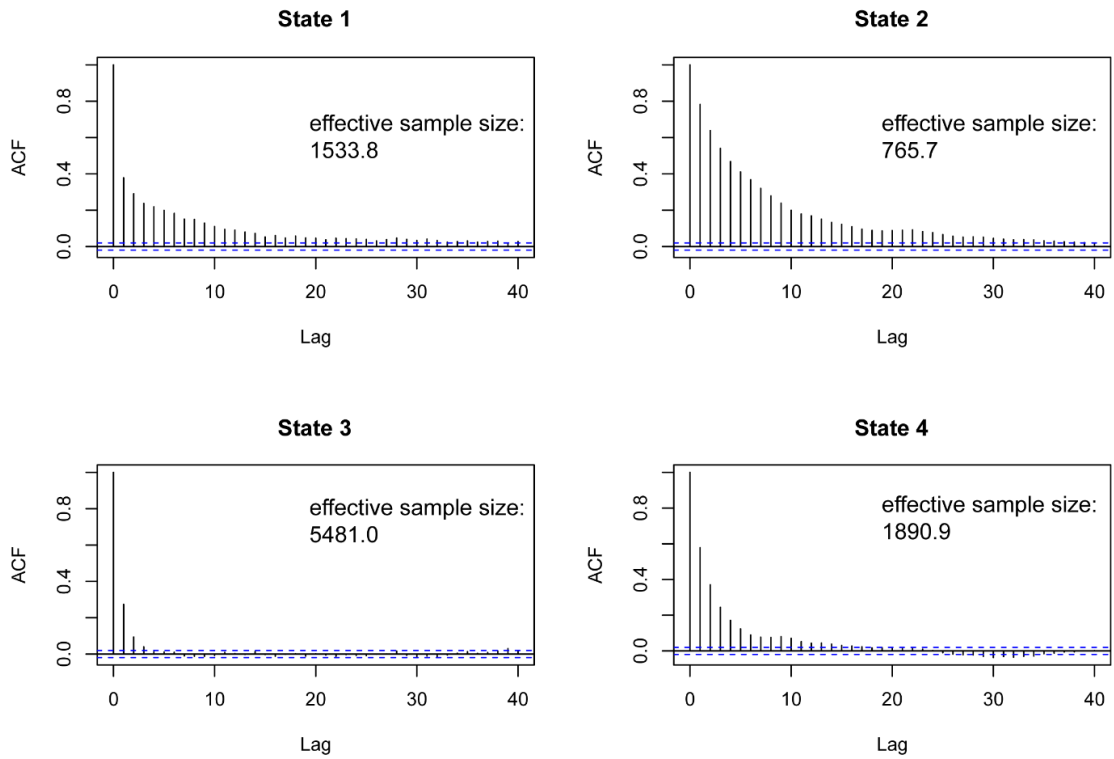 State 1
ACF
0.0 0.4 0.8
effective sample size:
1533.8
0 10 20 30 40
Lag
State 2
ACF
0.0 0.4 0.8
effective sample size:
765.7
0 10 20 30 40
Lag
State 3
ACF
0.0 0.4 0.8
effective sample size:
5481.0
0 10 20 30 40
Lag
State 4
ACF
0.0 0.4 0.8
effective sample size:
1890.9
0 10 20 30 40
Lag